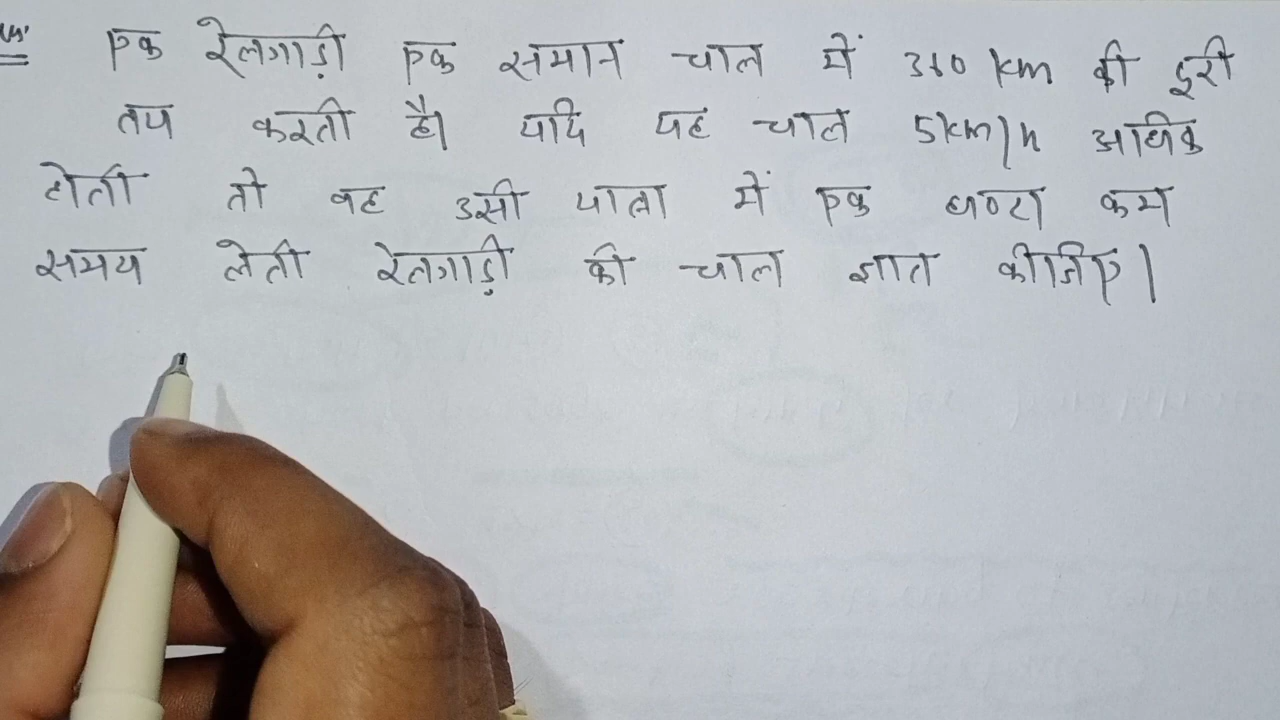 एक रेलगाड़ी एक समान चाल में 360 km की दूरी
तय करती है। यदि यह चाल 5km/h अधिक
होती तो वह उसी यात्रा में एक घण्टा कम
समय लेती रेलगाड़ी की चाल ज्ञात कीजिए।